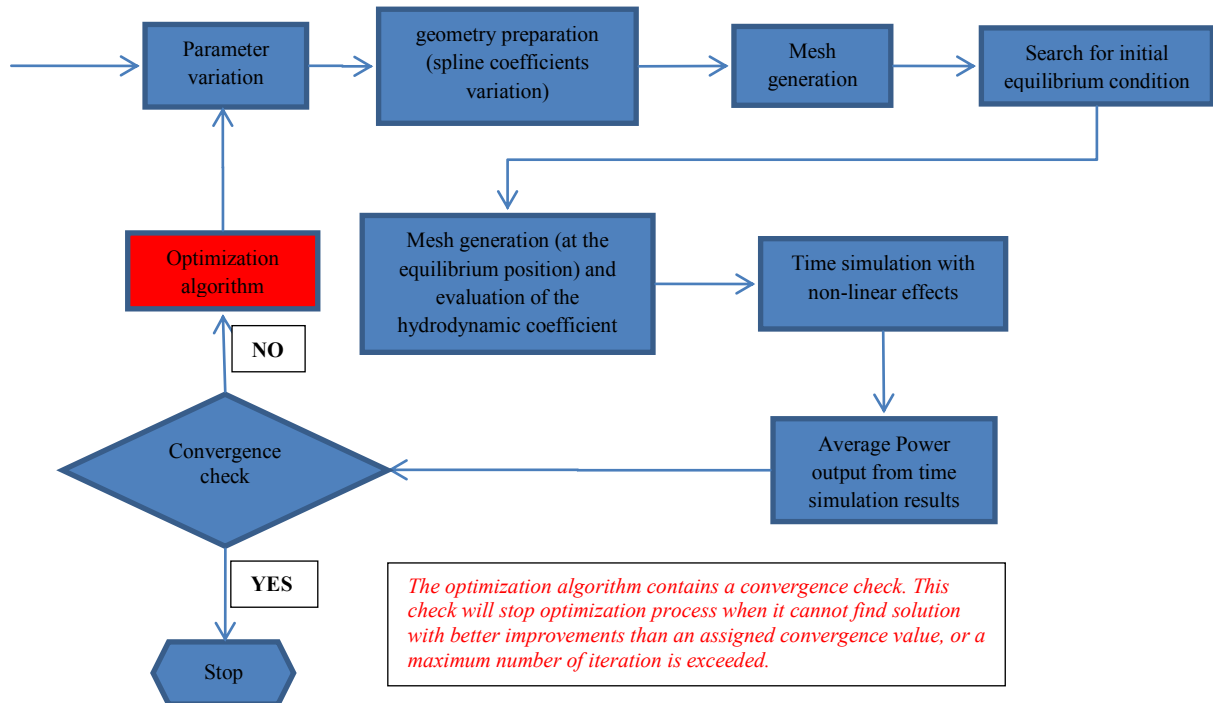 Parameter
variation
geometry preparation
(spline coefficients
variation)
Mesh
generation
Search for initial
equilibrium condition
Mesh generation (at the
equilibrium position) and
evaluation of the
hydrodynamic coefficient
Time simulation with
non-linear effects
Optimization
algorithm
NO
Convergence
check
Average Power
output from time
simulation results
YES
The optimization algorithm contains a convergence check. This
check will stop optimization process when it cannot find solution
with better improvements than an assigned convergence value, or a
maximum number of iteration is exceeded.
Stop